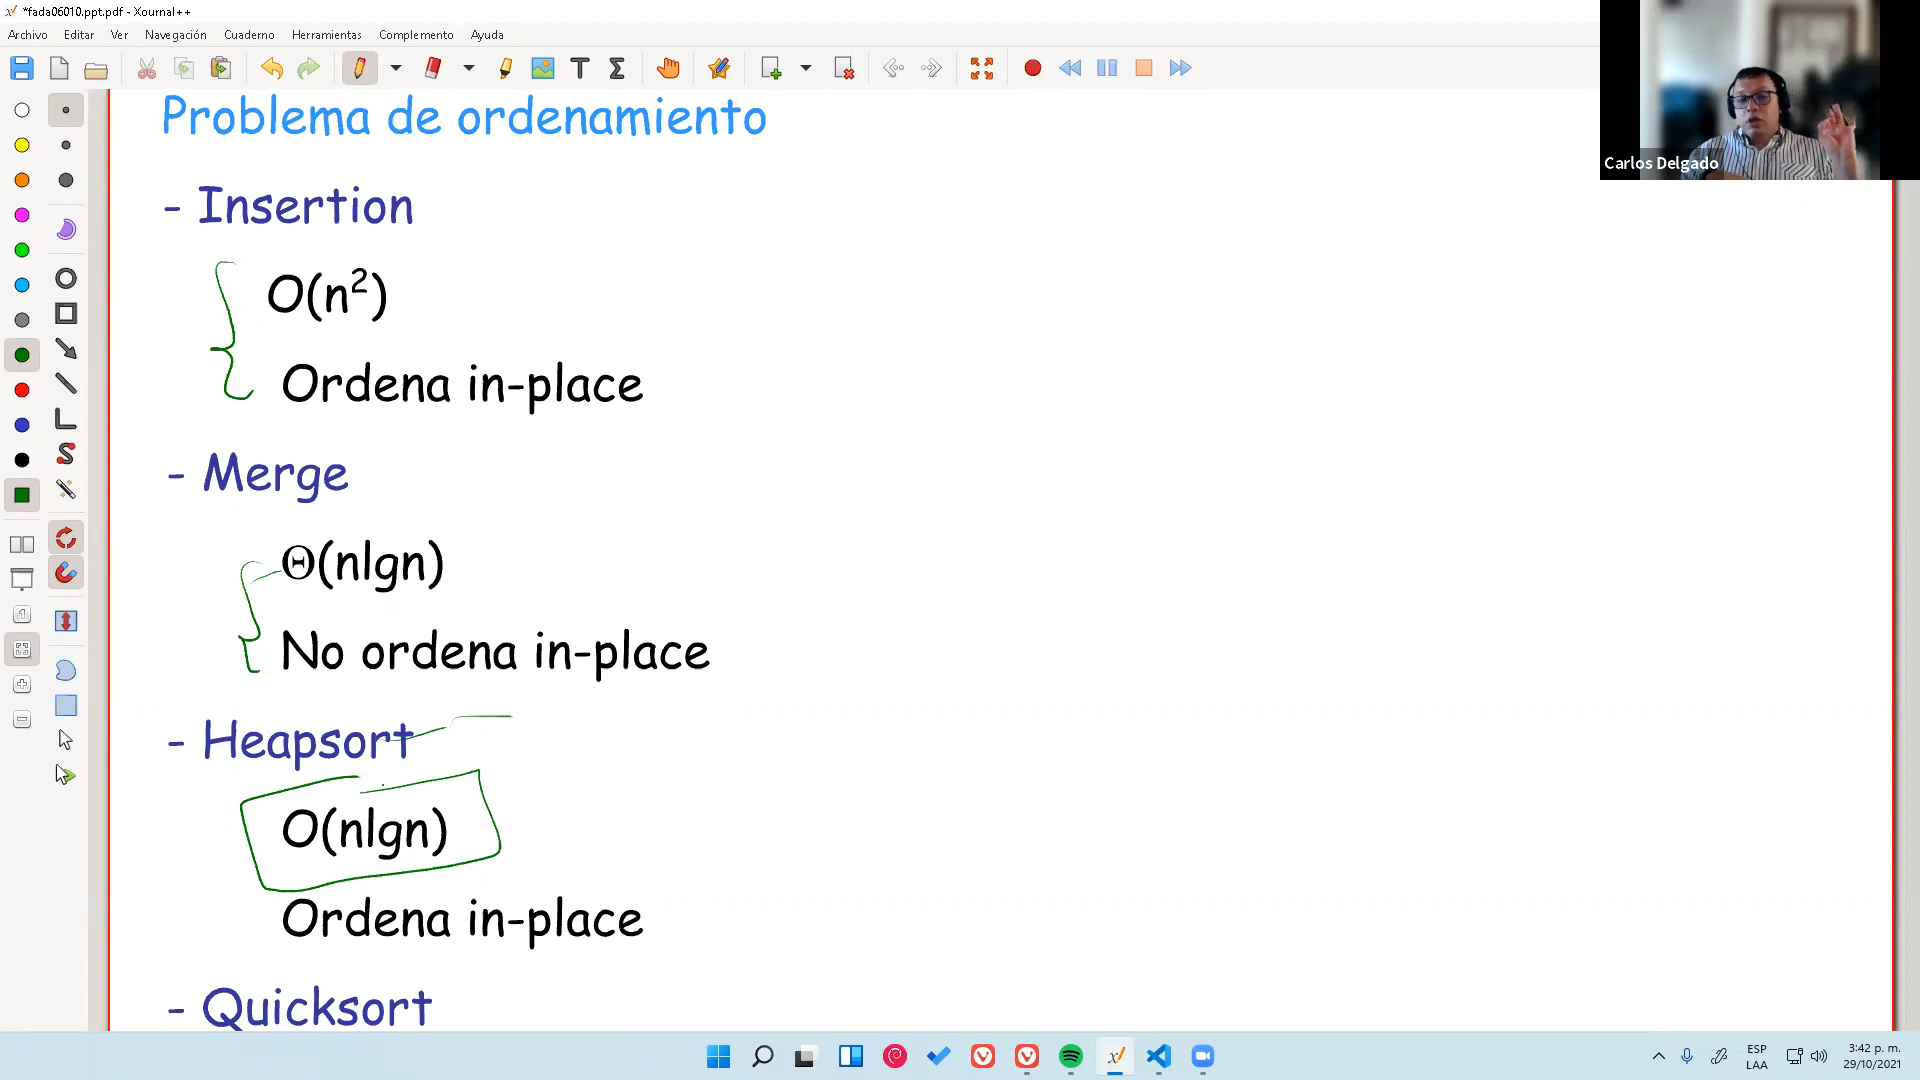 *fada06010.ppt.pdf - Xournal++
Archivo Editar Ver Navegación Cuaderno Herramientas Complemento Ayuda
Carlos Delgado
Problema de ordenamiento
- Insertion
O(n²)
Ordena in-place
- Merge
Θ(nlgn)
No ordena in-place
- Heapsort
O(nlgn)
Ordena in-place
- Quicksort
ESP
LAA
3:42 p. m.
29/10/2021